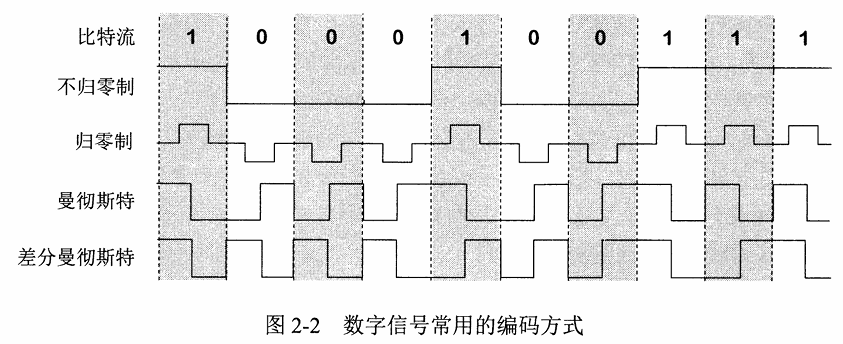 比特流 1 0 0 0 1 0 0 1 1 1
不归零制
归零制
曼彻斯特
差分曼彻斯特
图 2-2 数字信号常用的编码方式